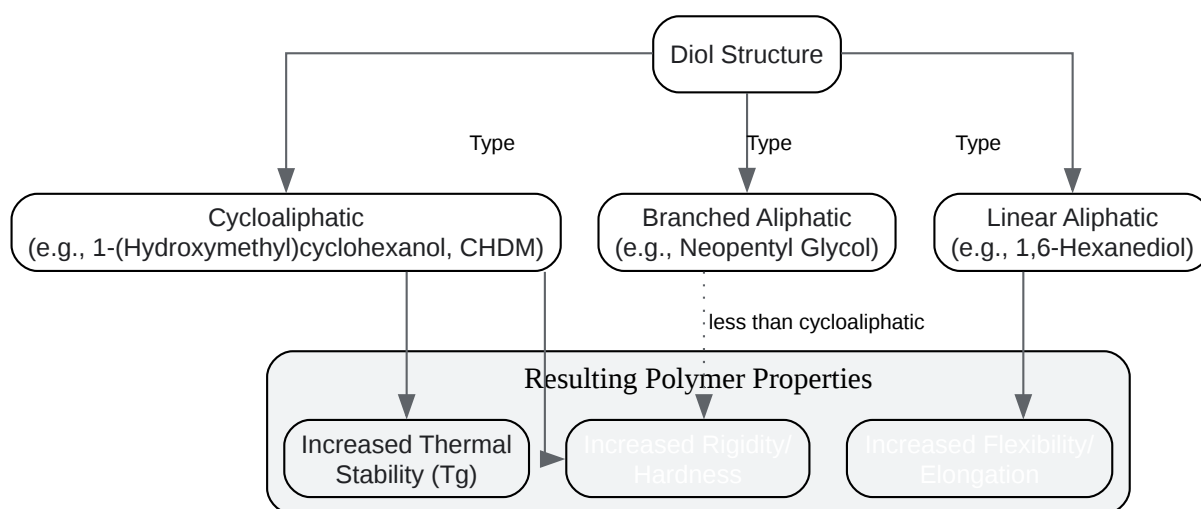 Diol Structure
Type
Type
Type
Cycloaliphatic
(e.g., 1-(Hydroxymethyl)cyclohexanol, CHDM)
Branched Aliphatic
(e.g., Neopentyl Glycol)
Linear Aliphatic
(e.g., 1,6-Hexanediol)
less than cycloaliphatic
Resulting Polymer Properties
Increased Thermal
Stability (Tg)
Increased Rigidity/
Hardness
Increased Flexibility/
Elongation